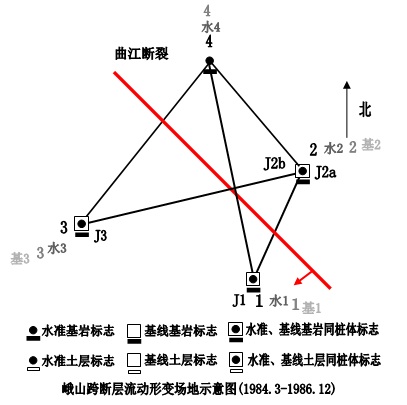 4
水4
4
曲江断裂
北
2 水2 2 基2
J2b
J2a
3
J3
基3 3 水3
J1 1 水1 1 基1
水准基岩标志 基线基岩标志 水准、基线基岩同桩体标志
水准土层标志 基线土层标志 水准、基线土层同桩体标志
峨山跨断层流动形变场地示意图(1984.3-1986.12)